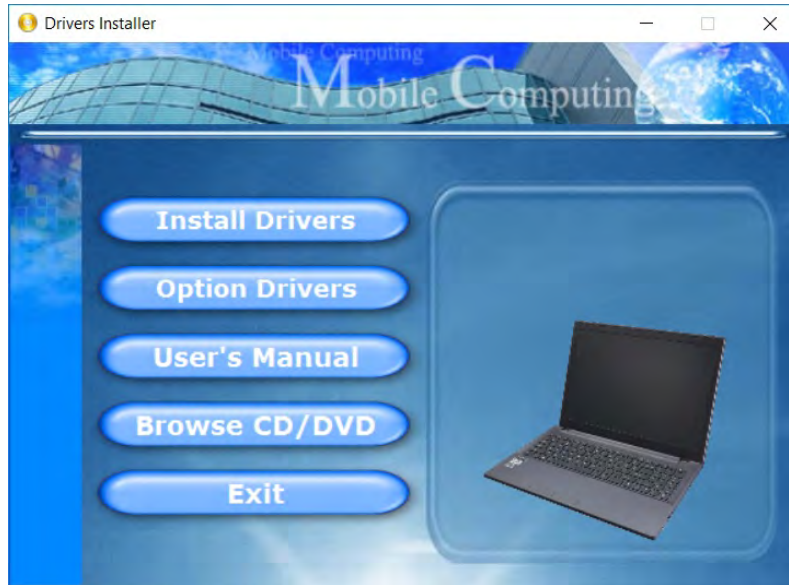 Drivers Installer
Mobile Computing
Mobile Computing
Install Drivers
Option Drivers
User's Manual
Browse CD/DVD
Exit